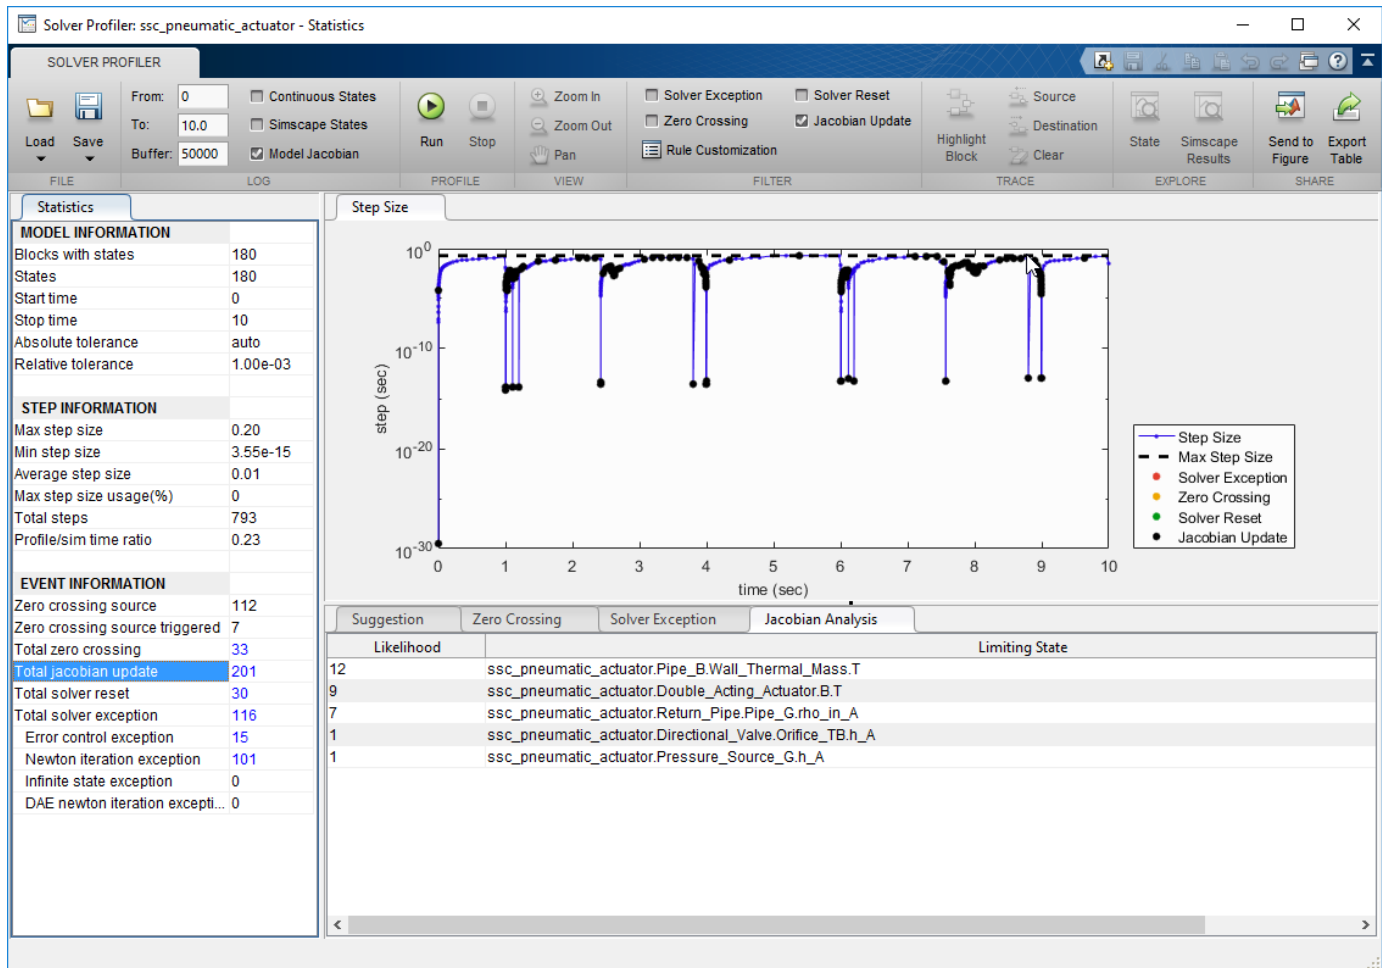 Solver Profiler: ssc_pneumatic_actuator - Statistics
SOLVER PROFILER
Load
Save
FILE
From: 0
To: 10.0
Buffer: 50000
Continuous States
Simscape States
Model Jacobian
LOG
Run
Stop
PROFILE
Zoom In
Zoom Out
Pan
VIEW
Solver Exception
Zero Crossing
Rule Customization
Solver Reset
Jacobian Update
FILTER
Highlight
Block
Source
Destination
Clear
TRACE
State
Simscape
Results
EXPLORE
Send to
Figure
Export
Table
SHARE
Statistics
MODEL INFORMATION
Blocks with states 180
States 180
Start time 0
Stop time 10
Absolute tolerance auto
Relative tolerance 1.00e-03
STEP INFORMATION
Max step size 0.20
Min step size 3.55e-15
Average step size 0.01
Max step size usage(%) 0
Total steps 793
Profile/sim time ratio 0.23
EVENT INFORMATION
Zero crossing source 112
Zero crossing source triggered 7
Total zero crossing 33
Total jacobian update 201
Total solver reset 30
Total solver exception 116
Error control exception 15
Newton iteration exception 101
Infinite state exception 0
DAE newton iteration excepti... 0
Step Size
10^0
10^-10
10^-20
10^-30
step (sec)
0 1 2 3 4 5 6 7 8 9 10
time (sec)
Step Size
Max Step Size
Solver Exception
Zero Crossing
Solver Reset
Jacobian Update
Suggestion
Zero Crossing
Solver Exception
Jacobian Analysis
Likelihood Limiting State
12 ssc_pneumatic_actuator.Pipe_B.Wall_Thermal_Mass.T
9 ssc_pneumatic_actuator.Double_Acting_Actuator.B.T
7 ssc_pneumatic_actuator.Return_Pipe.Pipe_G.rho_in_A
1 ssc_pneumatic_actuator.Directional_Valve.Orifice_TB.h_A
1 ssc_pneumatic_actuator.Pressure_Source_G.h_A